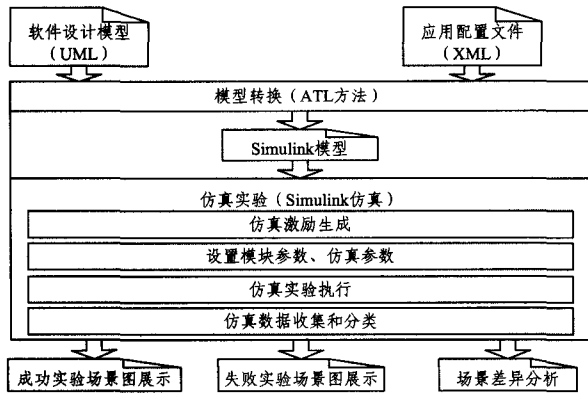 软件设计模型
（UML）
应用配置文件
（XML）
模型转换（ATL方法）
Simulink模型
仿真实验（Simulink仿真）
仿真激励生成
设置模块参数、仿真参数
仿真实验执行
仿真数据收集和分类
成功实验场景图展示
失败实验场景图展示
场景差异分析